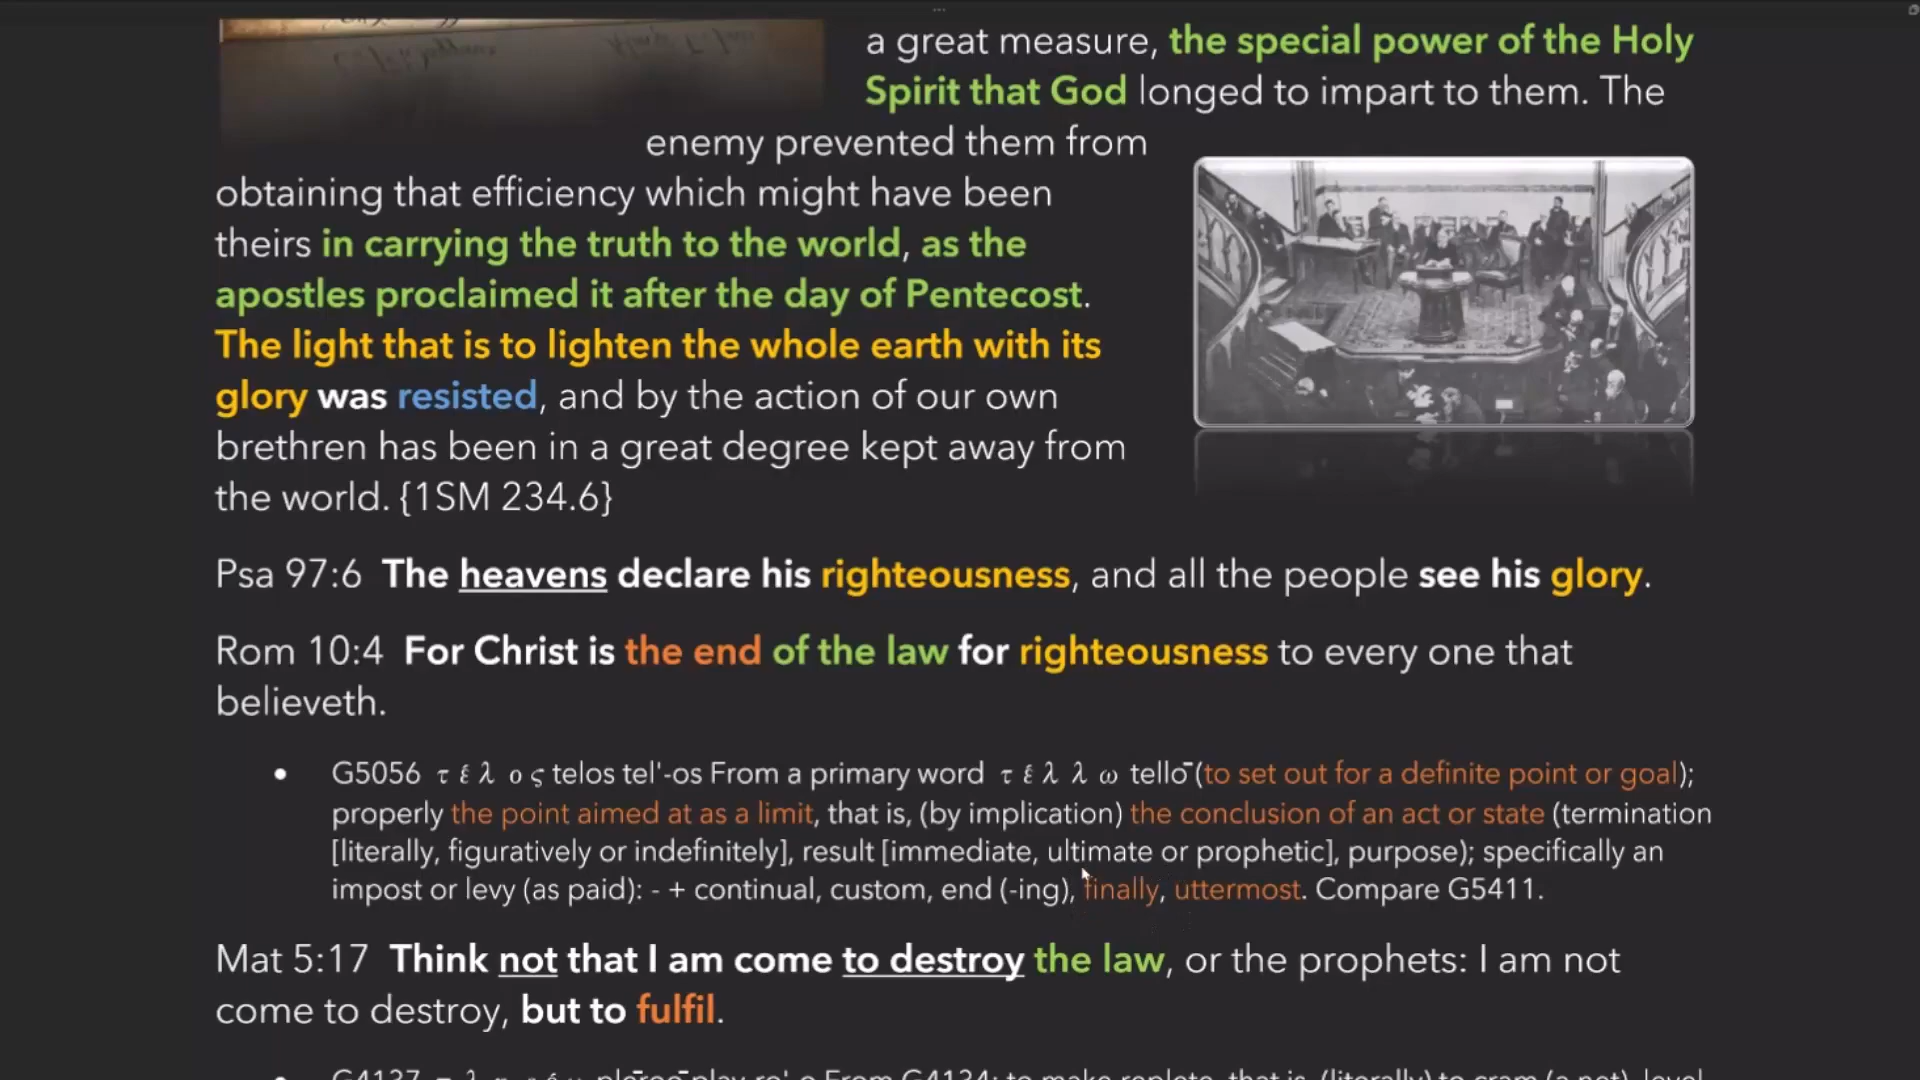 a great measure, the special power of the Holy
Spirit that God longed to impart to them. The
enemy prevented them from
obtaining that efficiency which might have been
theirs in carrying the truth to the world, as the
apostles proclaimed it after the day of Pentecost.
The light that is to lighten the whole earth with its
glory was resisted, and by the action of our own
brethren has been in a great degree kept away from
the world. {1SM 234.6}
Psa 97:6 The heavens declare his righteousness, and all the people see his glory.
Rom 10:4 For Christ is the end of the law for righteousness to every one that
believeth.
• G5056 τέλος telos tel'-os From a primary word τέλλω tellō (to set out for a definite point or goal);
properly the point aimed at as a limit, that is, (by implication) the conclusion of an act or state (termination
[literally, figuratively or indefinitely], result [immediate, ultimate or prophetic], purpose); specifically an
impost or levy (as paid): - + continual, custom, end (-ing), finally, uttermost. Compare G5411.
Mat 5:17 Think not that I am come to destroy the law, or the prophets: I am not
come to destroy, but to fulfil.